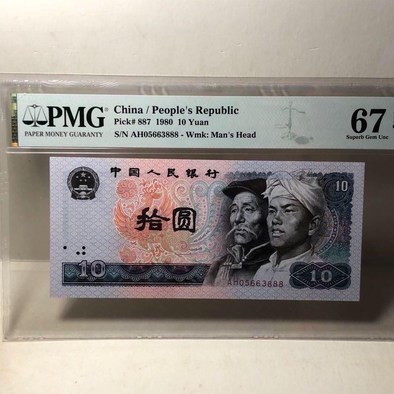 PMG
PAPER MONEY GUARANTY
China / People's Republic
Pick# 887 1980 10 Yuan
S/N AH05663888 - Wmk: Man's Head
67
Superb Gem Unc
中国人民银行
10
拾圆
10
10
AH05663888